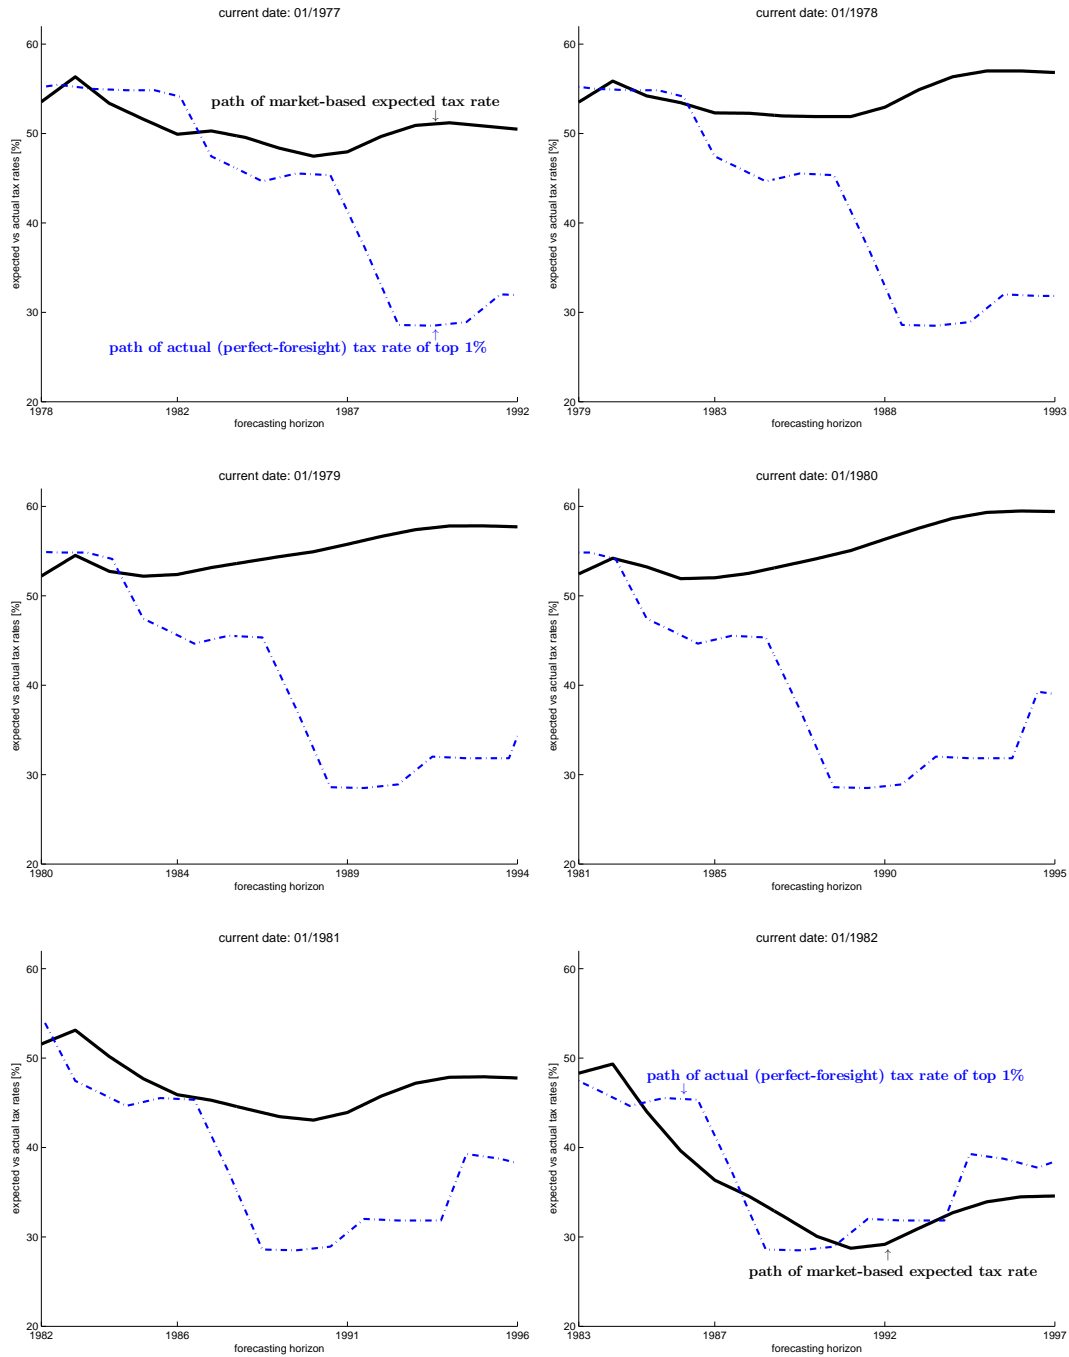 current date: 01/1977
60
50
40
30
20
expected vs actual tax rates [%]
path of market-based expected tax rate
↓
↑
path of actual (perfect-foresight) tax rate of top 1%
1978 1982 1987 1992
forecasting horizon
current date: 01/1978
60
50
40
30
20
expected vs actual tax rates [%]
1979 1983 1988 1993
forecasting horizon
current date: 01/1979
60
50
40
30
20
expected vs actual tax rates [%]
1980 1984 1989 1994
forecasting horizon
current date: 01/1980
60
50
40
30
20
expected vs actual tax rates [%]
1981 1985 1990 1995
forecasting horizon
current date: 01/1981
60
50
40
30
20
expected vs actual tax rates [%]
1982 1986 1991 1996
forecasting horizon
current date: 01/1982
60
50
40
30
20
expected vs actual tax rates [%]
path of actual (perfect-foresight) tax rate of top 1%
↓
↑
path of market-based expected tax rate
1983 1987 1992 1997
forecasting horizon